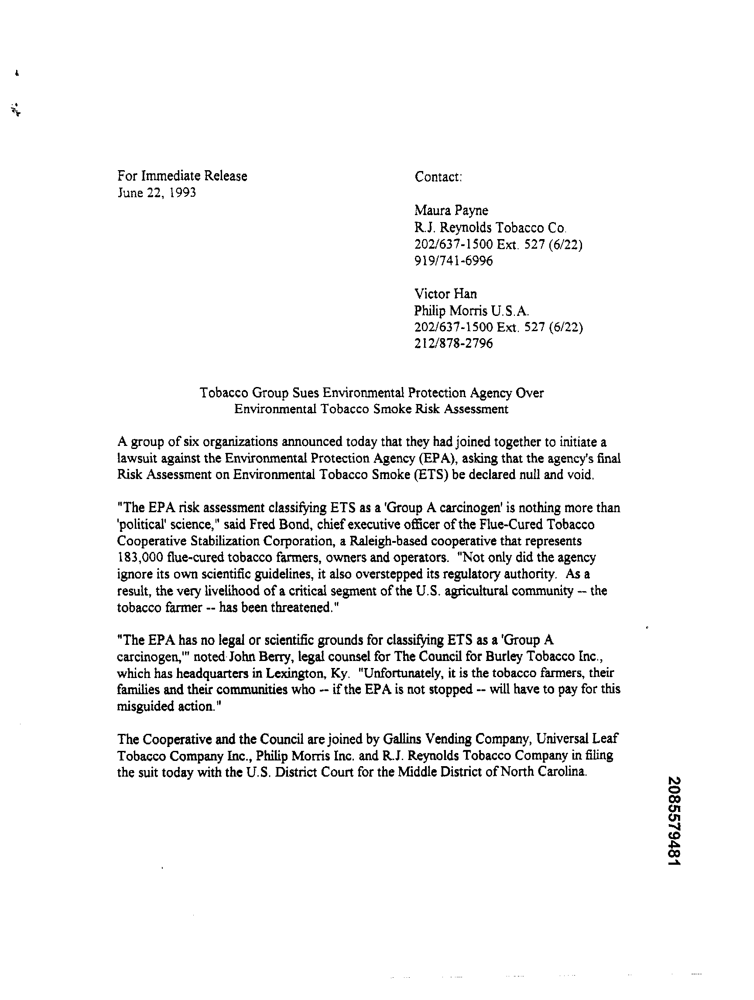 For Immediate Release
June 22, 1993
Contact:
Maura Payne
R.J. Reynolds Tobacco Co.
202/637-1500 Ext. 527 (6/22)
919/741-6996
Victor Han
Philip Morris U.S.A.
202/637-1500 Ext. 527 (6/22)
212/878-2796
Tobacco Group Sues Environmental Protection Agency Over
Environmental Tobacco Smoke Risk Assessment
A group of six organizations announced today that they had joined together to initiate a
lawsuit against the Environmental Protection Agency (EPA), asking that the agency's final
Risk Assessment on Environmental Tobacco Smoke (ETS) be declared null and void.
"The EPA risk assessment classifying ETS as a 'Group A carcinogen' is nothing more than
'political' science," said Fred Bond, chief executive officer of the Flue-Cured Tobacco
Cooperative Stabilization Corporation, a Raleigh-based cooperative that represents
183,000 flue-cured tobacco farmers, owners and operators. "Not only did the agency
ignore its own scientific guidelines, it also overstepped its regulatory authority. As a
result, the very livelihood of a critical segment of the U.S. agricultural community -- the
tobacco farmer -- has been threatened."
"The EPA has no legal or scientific grounds for classifying ETS as a 'Group A
carcinogen,'" noted John Berry, legal counsel for The Council for Burley Tobacco Inc.,
which has headquarters in Lexington, Ky. "Unfortunately, it is the tobacco farmers, their
families and their communities who -- if the EPA is not stopped -- will have to pay for this
misguided action."
The Cooperative and the Council are joined by Gallins Vending Company, Universal Leaf
Tobacco Company Inc., Philip Morris Inc. and R.J. Reynolds Tobacco Company in filing
the suit today with the U.S. District Court for the Middle District of North Carolina.
2085579481